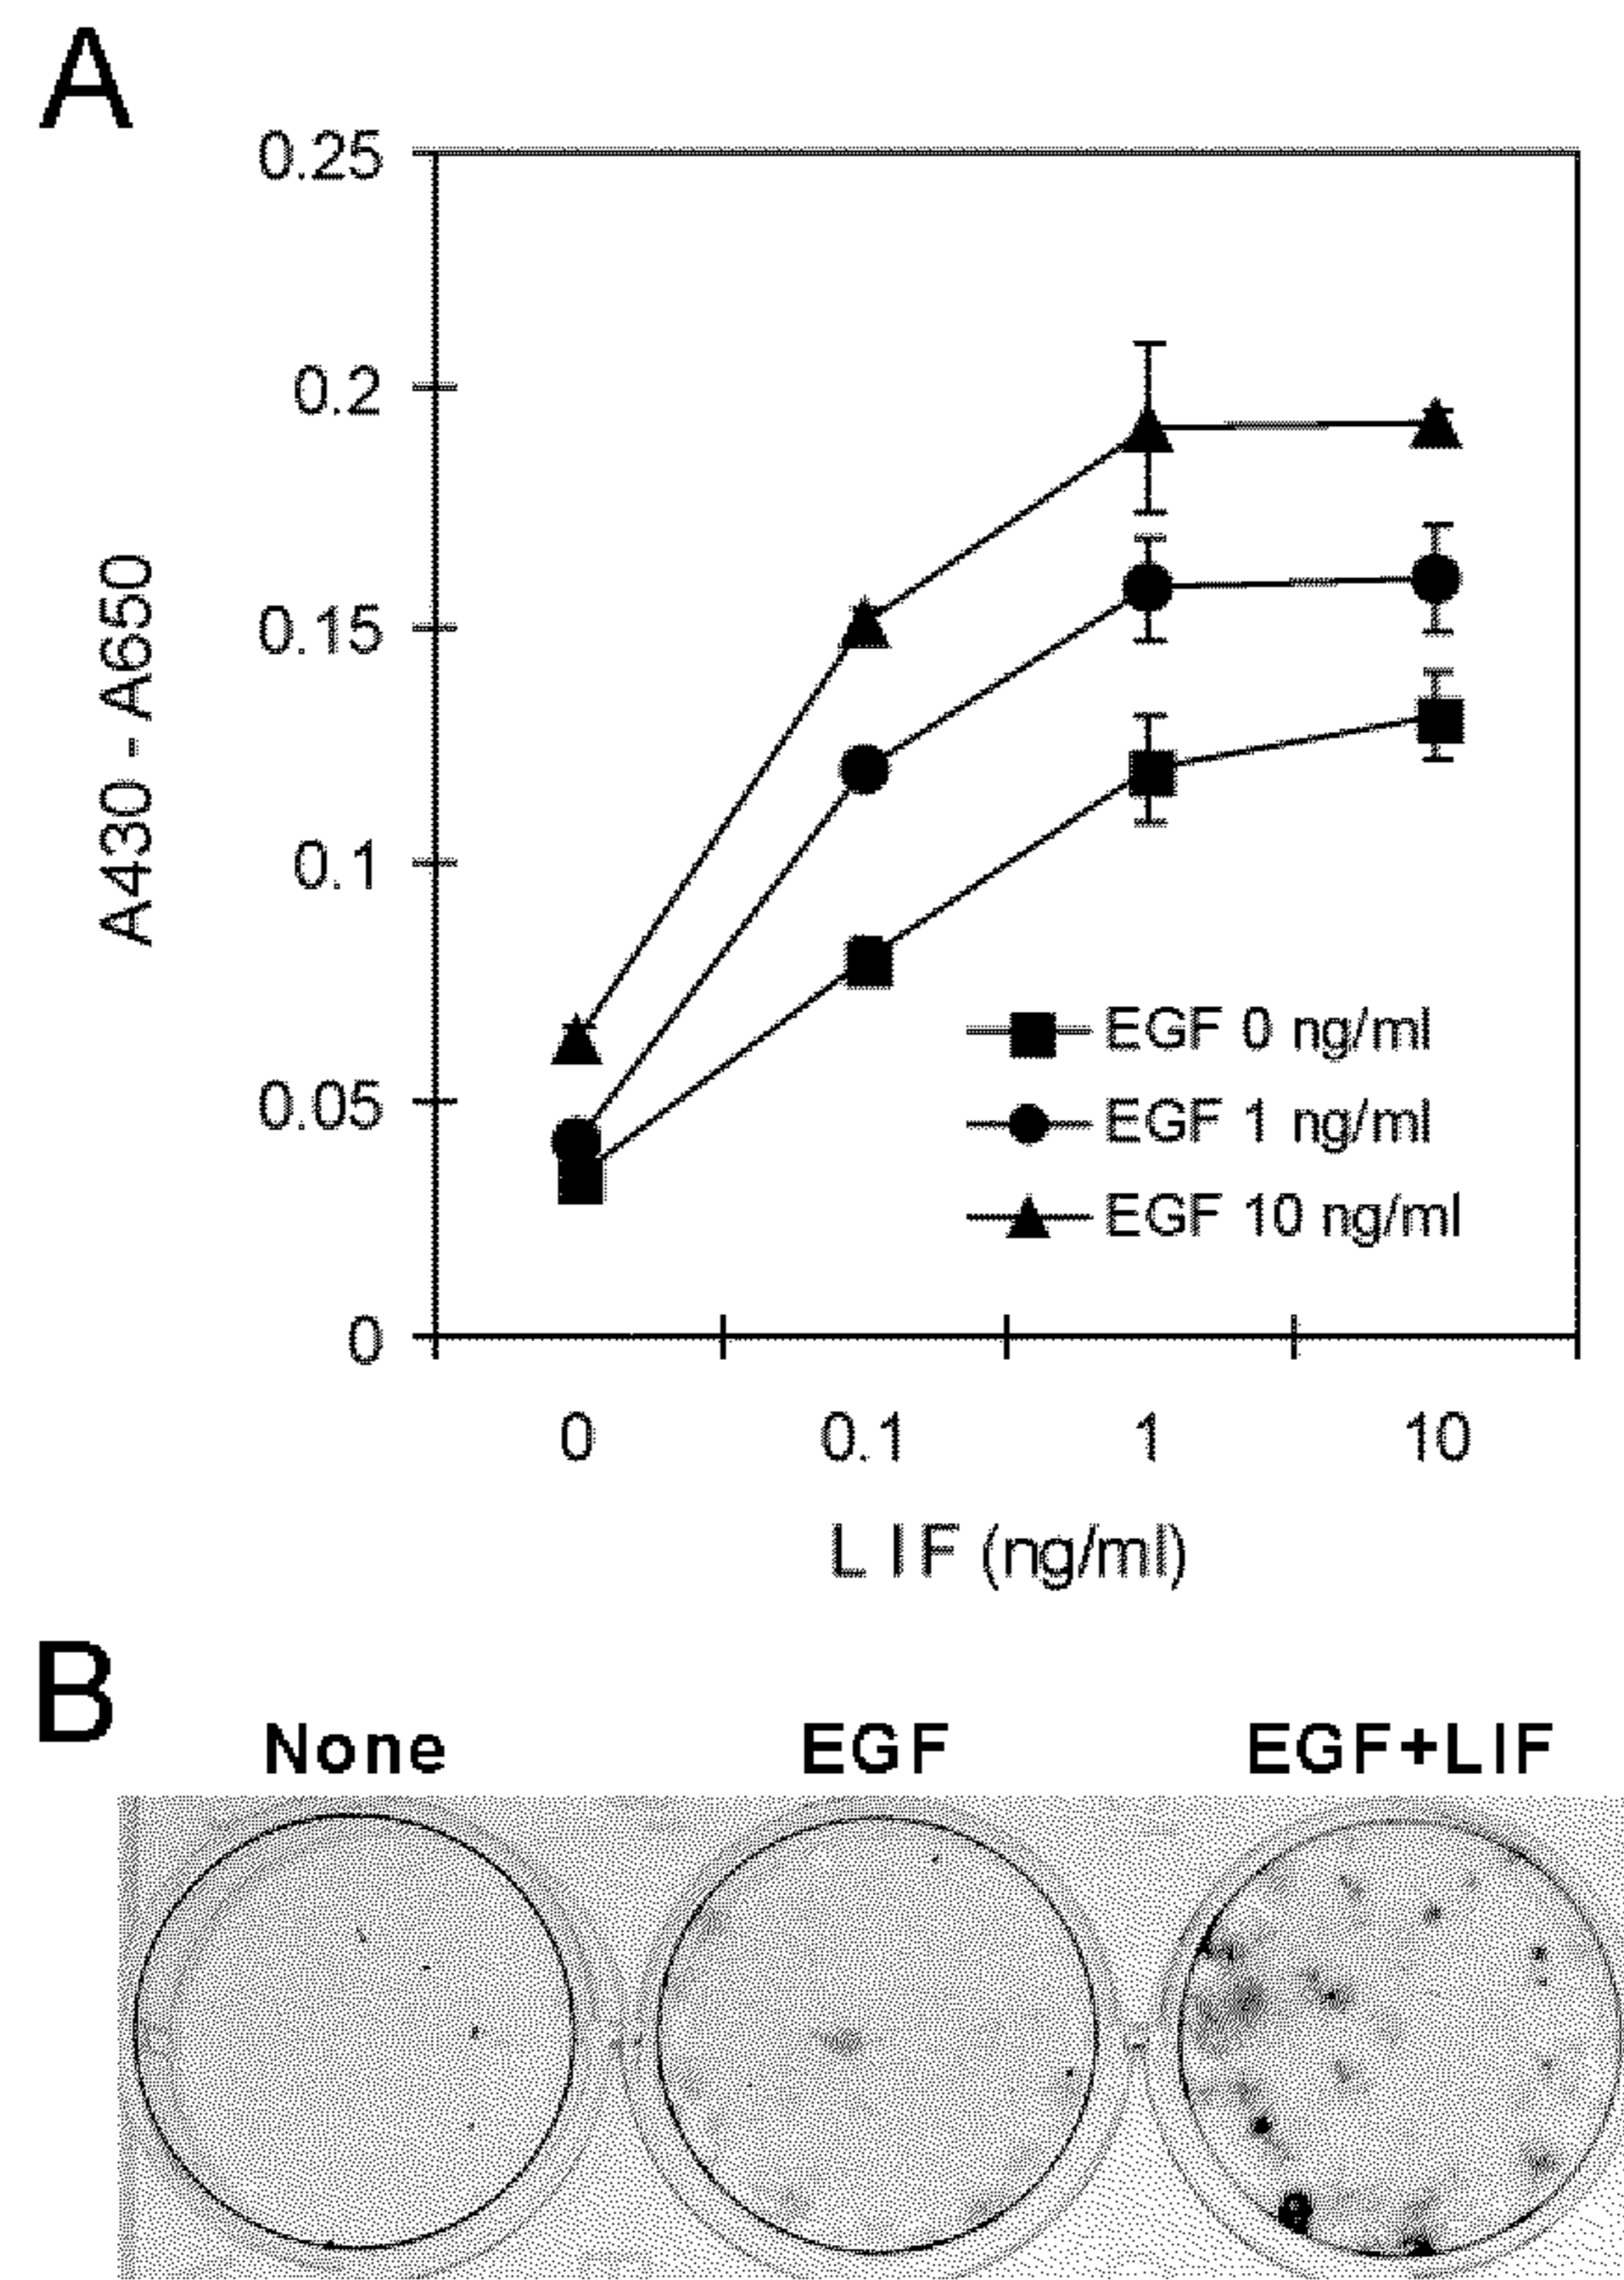 A
0.25
0.2
0.15
0.1
0.05
0
A430 - A650
EGF 0 ng/ml
EGF 1 ng/ml
EGF 10 ng/ml
0 0.1 1 10
LIF (ng/ml)
B
None EGF EGF+LIF